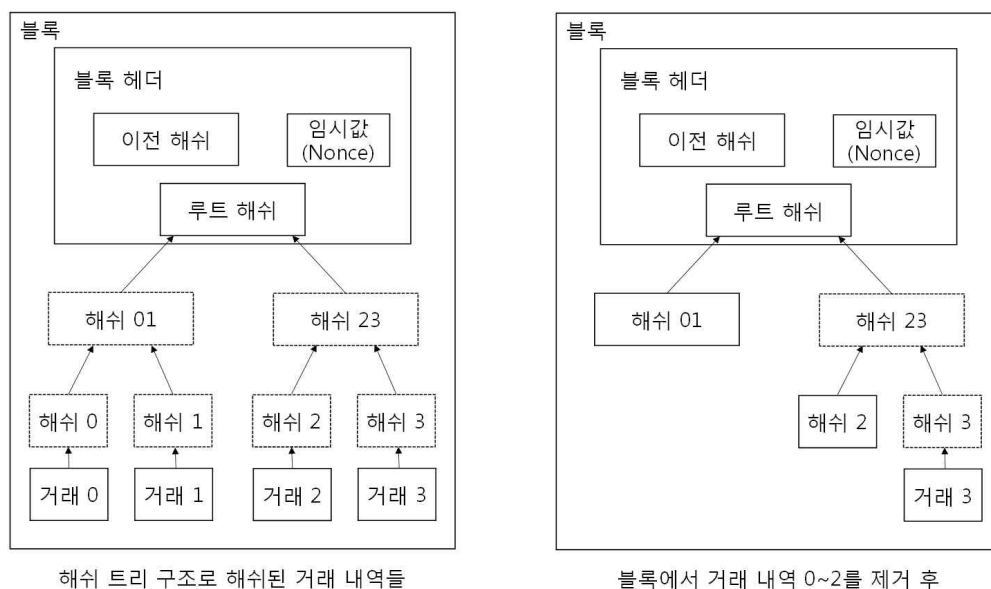 블록
블록 헤더
이전 해쉬
임시값
(Nonce)
루트 해쉬
해쉬 01
해쉬 23
해쉬 0
해쉬 1
해쉬 2
해쉬 3
거래 0
거래 1
거래 2
거래 3
해쉬 트리 구조로 해쉬된 거래 내역들
블록
블록 헤더
이전 해쉬
임시값
(Nonce)
루트 해쉬
해쉬 01
해쉬 23
해쉬 2
해쉬 3
거래 3
블록에서 거래 내역 0~2를 제거 후